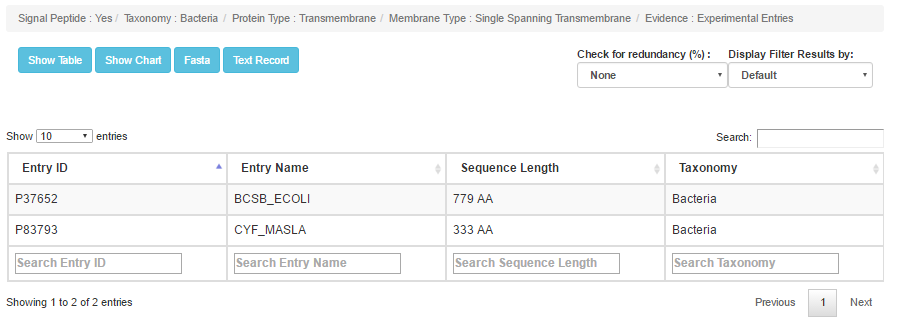 Signal Peptide : Yes / Taxonomy : Bacteria / Protein Type : Transmembrane / Membrane Type : Single Spanning Transmembrane / Evidence : Experimental Entries
Show Table Show Chart Fasta Text Record
Check for redundancy (%) : Display Filter Results by:
None Default
Show 10 entries Search:
Entry ID Entry Name Sequence Length Taxonomy
P37652 BCSB_ECOLI 779 AA Bacteria
P83793 CYF_MASLA 333 AA Bacteria
Search Entry ID Search Entry Name Search Sequence Length Search Taxonomy
Showing 1 to 2 of 2 entries Previous 1 Next